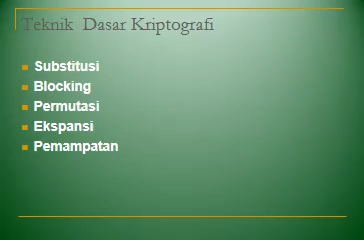 Teknik Dasar Kriptografi
Substitusi
Blocking
Permutasi
Ekspansi
Pemampatan